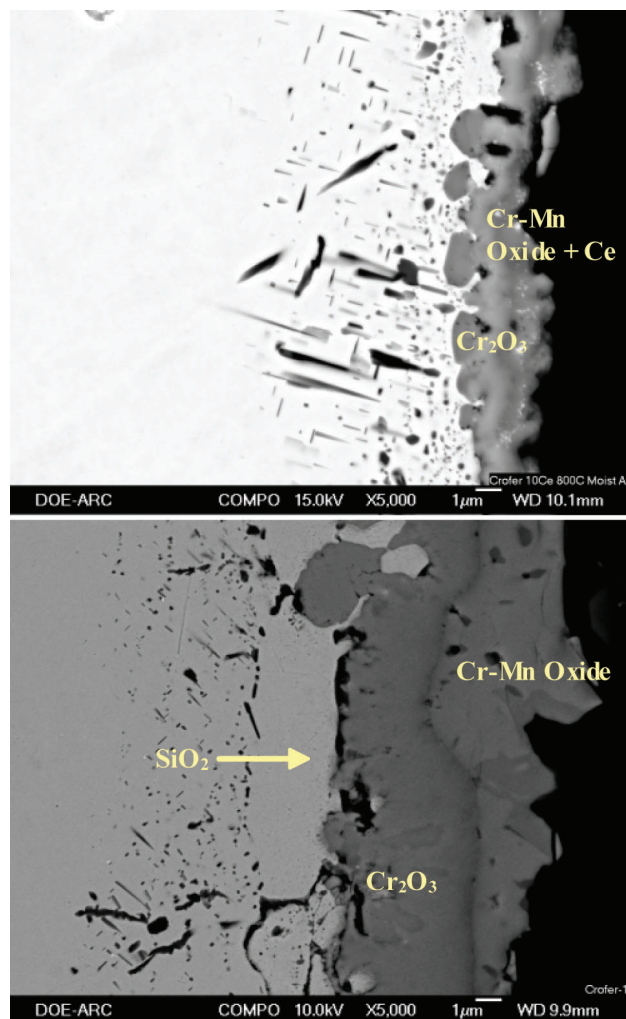 Cr-Mn
Oxide + Ce
Cr₂O₃
Crofer 10Ce 800C Moist A
DOE-ARC COMPO 15.0kV X5,000 1µm WD 10.1mm
Cr-Mn Oxide
SiO₂
Cr₂O₃
Crofer-1
DOE-ARC COMPO 10.0kV X5,000 1µm WD 9.9mm